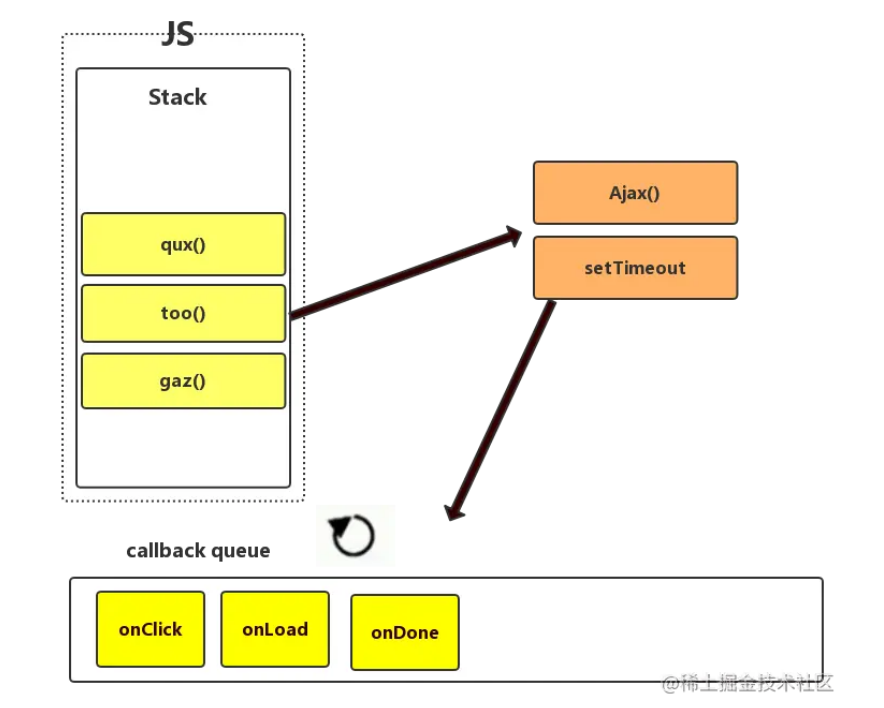 JS
Stack
qux()
too()
gaz()
Ajax()
setTimeout
callback queue
onClick
onLoad
onDone
@稀土掘金技术社区